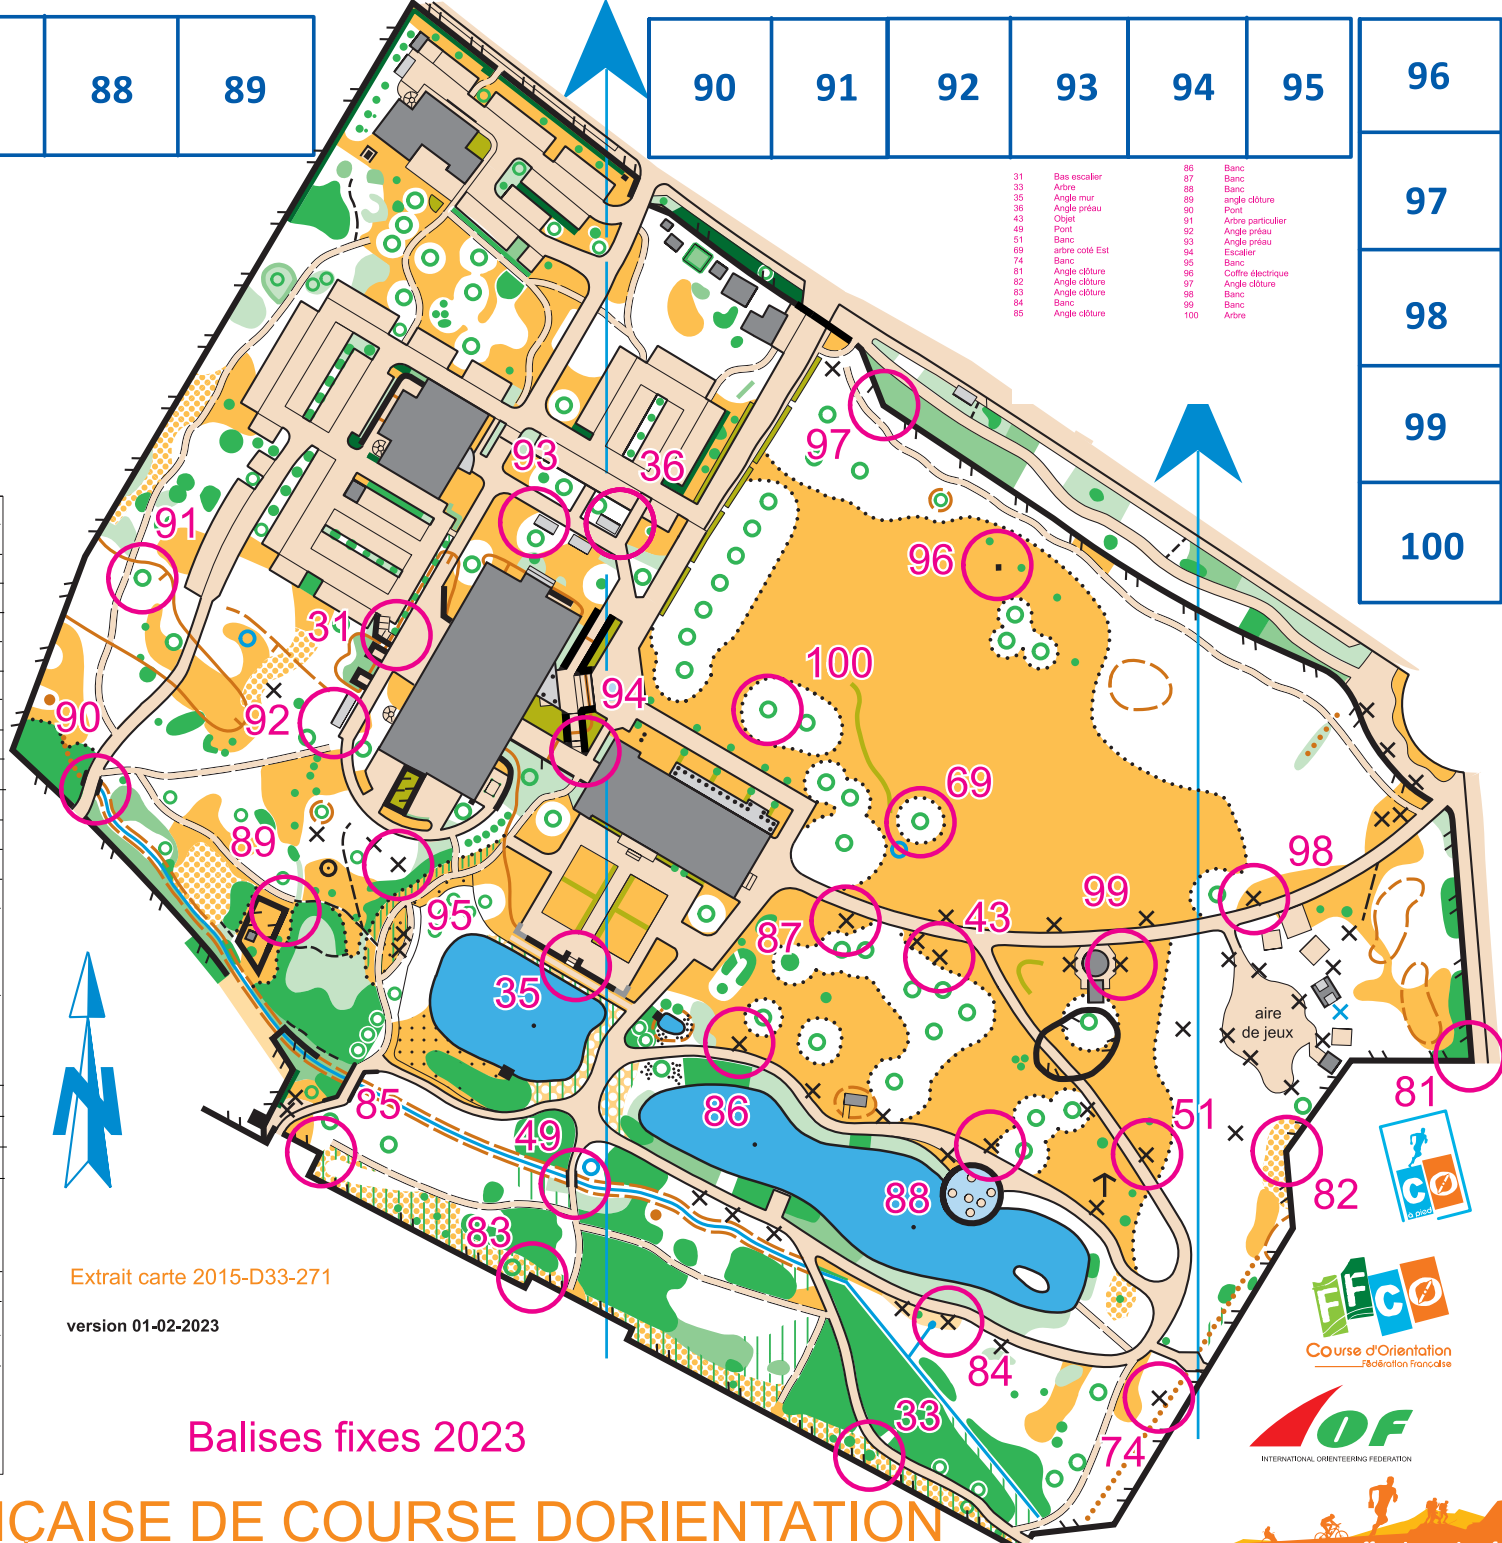 88 89 90 91 92 93 94 95 96
97
98
99
100
31 Bas escalier
33 Arbre
35 Angle mur
36 Angle préau
43 Objet
49 Pont
51 Banc
69 arbre coté Est
74 Banc
81 Angle clôture
82 Angle clôture
83 Angle clôture
84 Banc
85 Angle clôture
86 Banc
87 Banc
88 Banc
89 angle clôture
90 Pont
91 Arbre particulier
92 Angle préau
93 Angle préau
94 Escalier
95 Banc
96 Coffre électrique
97 Angle clôture
98 Banc
99 Banc
100 Arbre
97
93
36
91
96
31
100
94
92
90
69
89
98
99
95
43
87
35
aire
de jeux
81
85
86
49
51
82
88
83
84
33
74
N
Extrait carte 2015-D33-271
version 01-02-2023
Balises fixes 2023
CO
à pied
FFCO
Course d'Orientation
Fédération Française
IOF
INTERNATIONAL ORIENTEERING FEDERATION
ÇAISE DE COURSE DORIENTATION